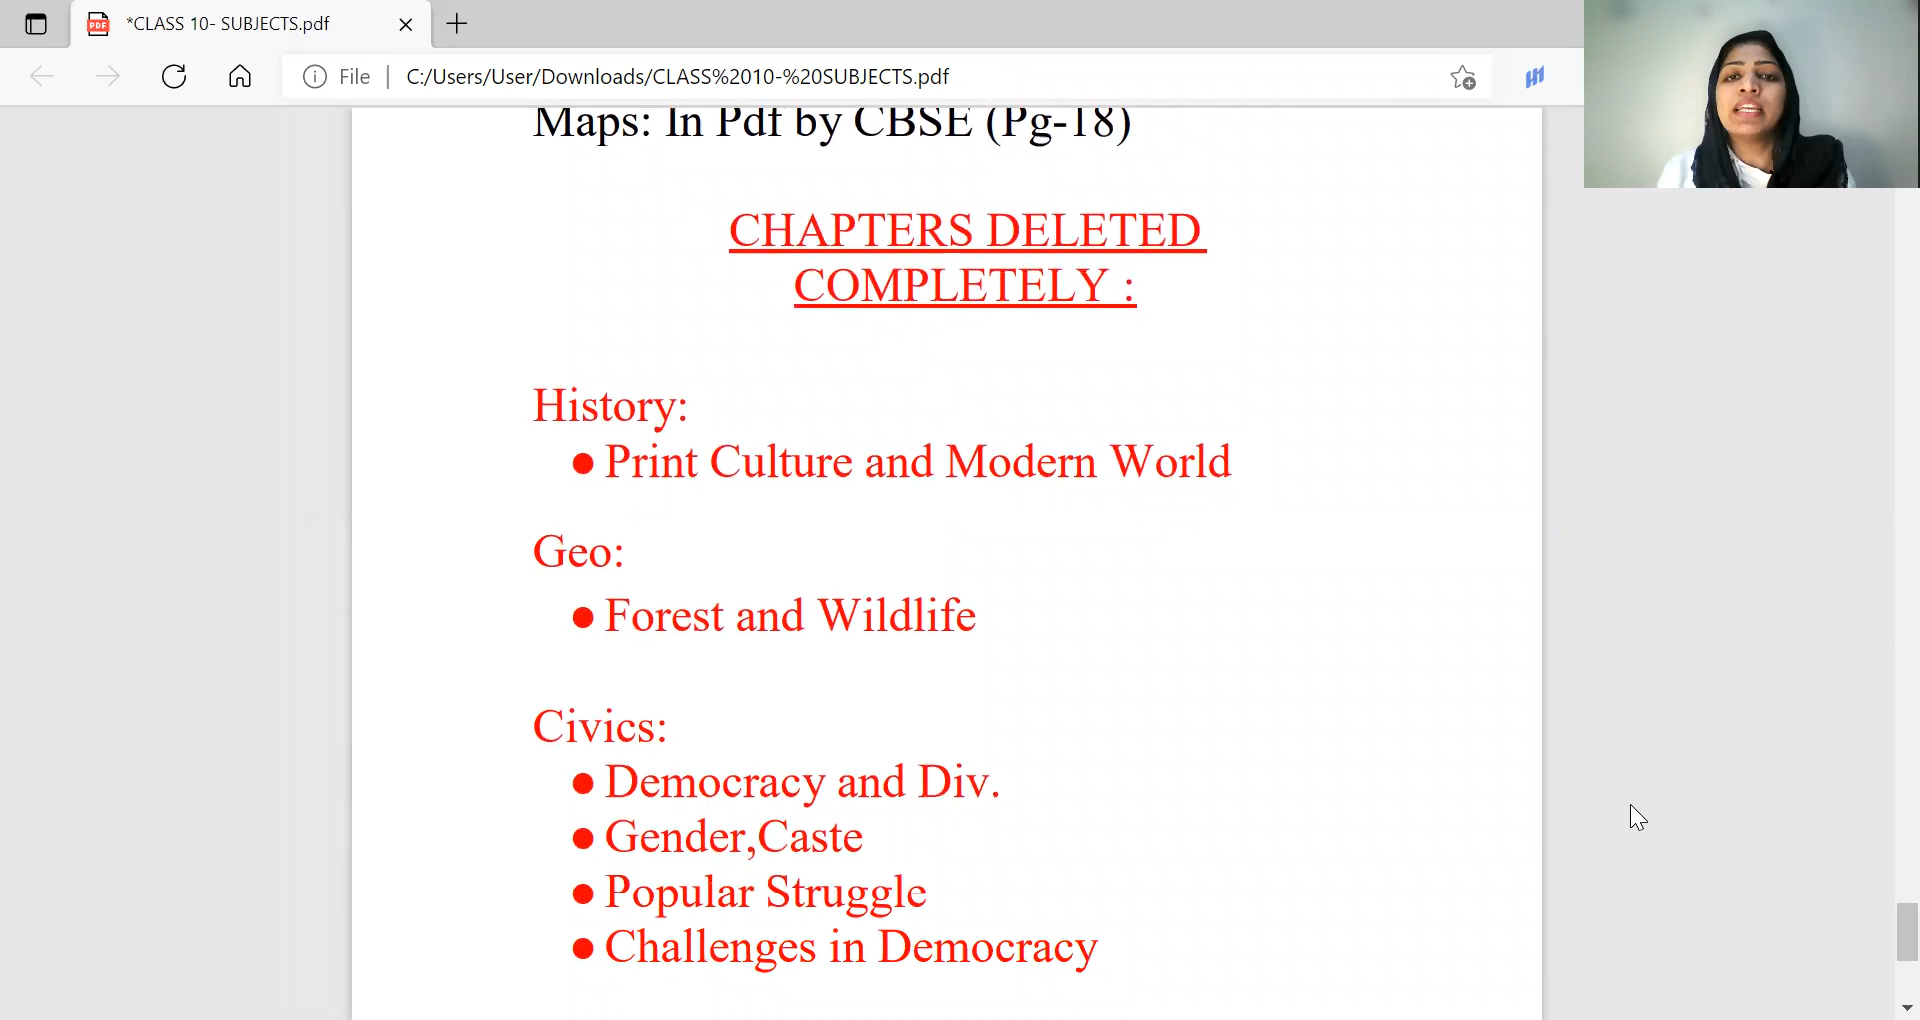 *CLASS 10- SUBJECTS.pdf
File C:/Users/User/Downloads/CLASS%2010-%20SUBJECTS.pdf
Maps: In Pdf by CBSE (Pg-18)
CHAPTERS DELETED
COMPLETELY :
History:
● Print Culture and Modern World
Geo:
● Forest and Wildlife
Civics:
● Democracy and Div.
● Gender,Caste
● Popular Struggle
● Challenges in Democracy